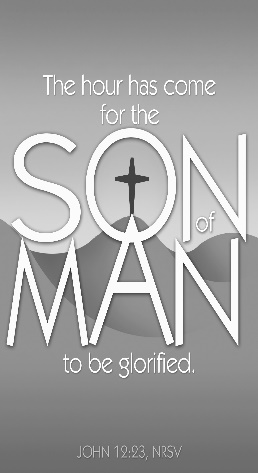 The hour has come
for the
SON
of
MAN
to be glorified.
JOHN 12:23, NRSV